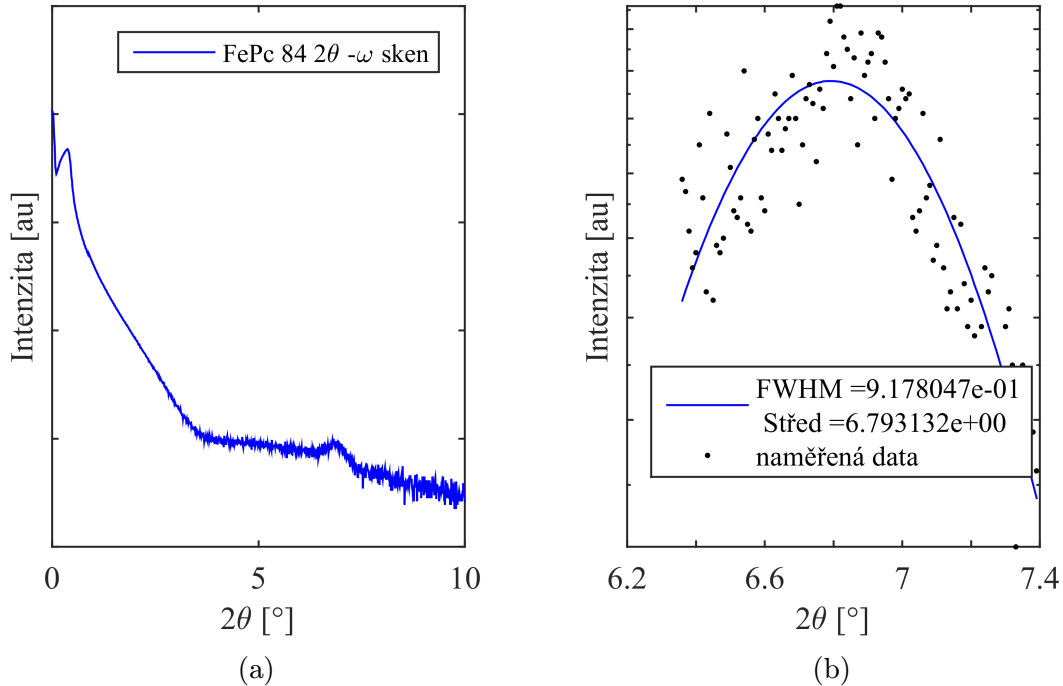 FePc 84 2θ -ω sken
Intenzita [au]
0
5
10
2θ [°]
(a)
Intenzita [au]
FWHM =9.178047e-01
Střed =6.793132e+00
naměřená data
6.2
6.6
7
7.4
2θ [°]
(b)